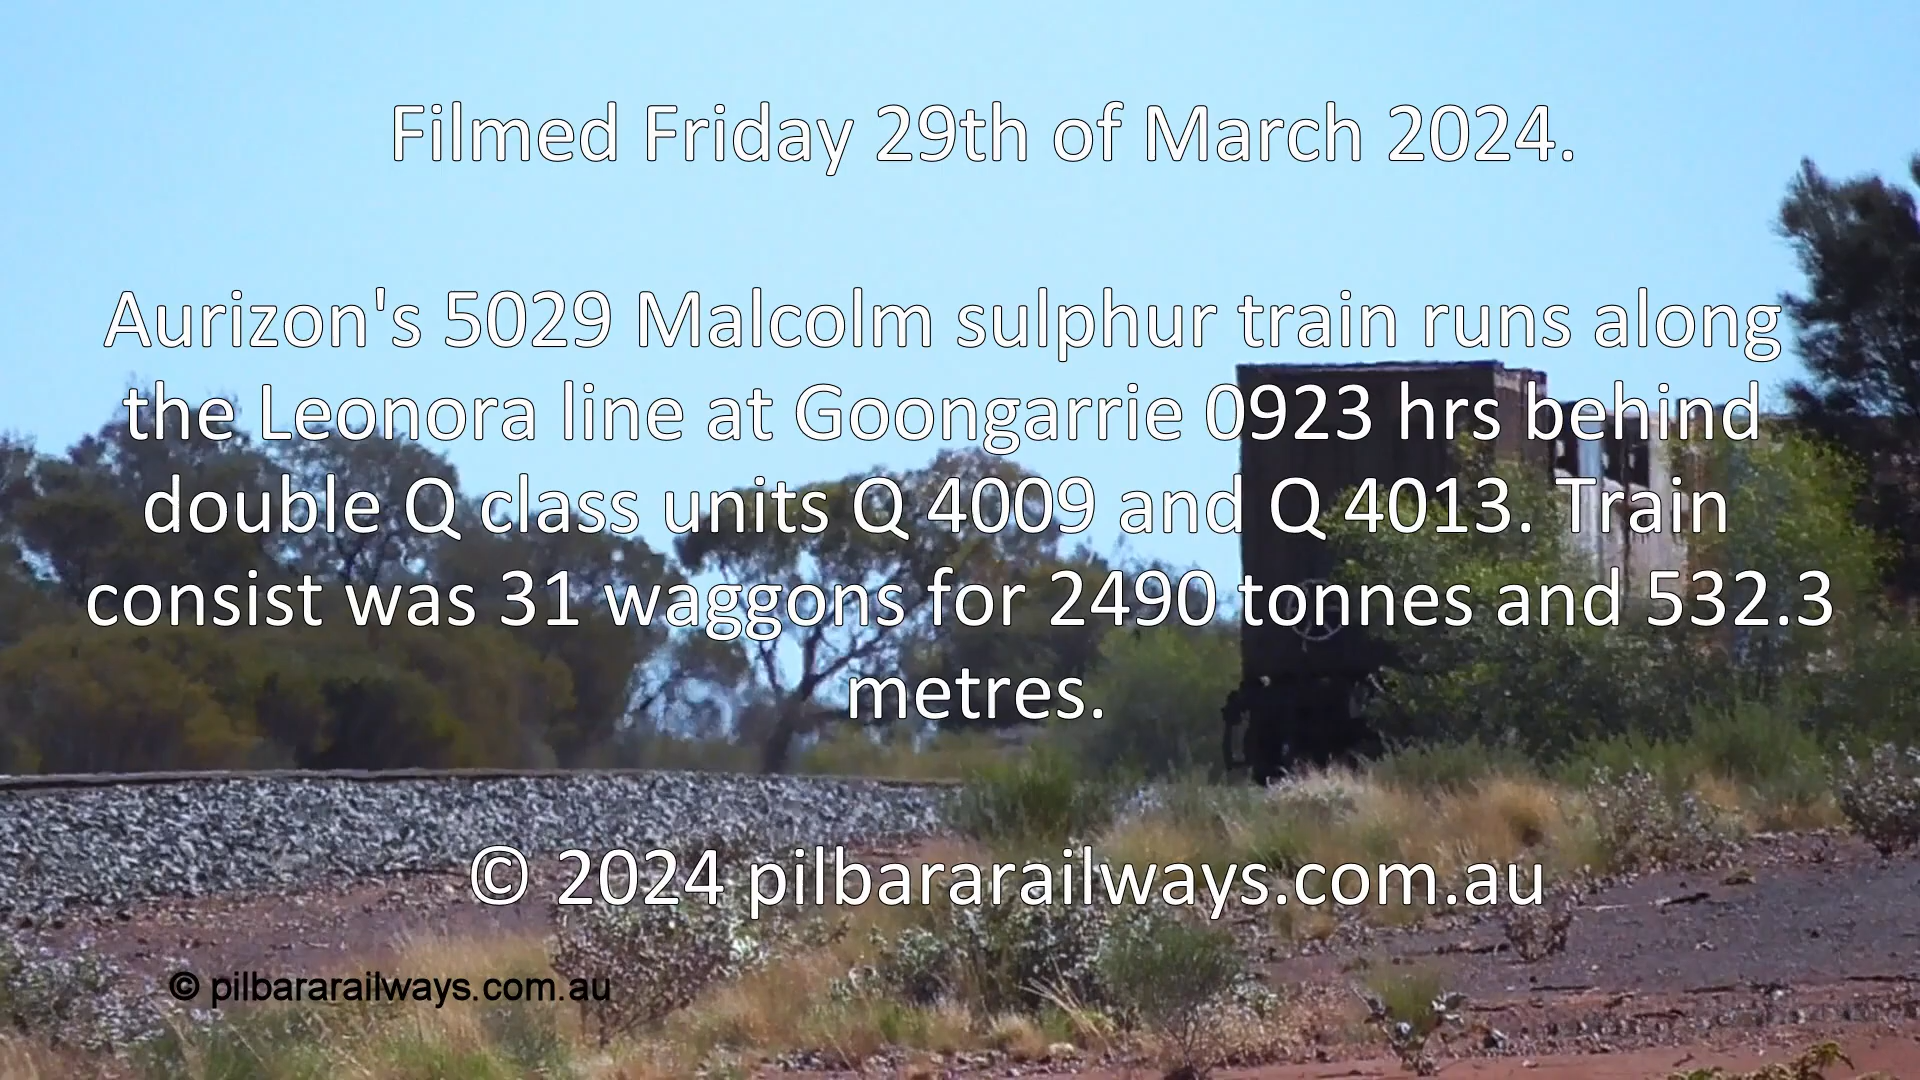 Filmed Friday 29th of March 2024.
Aurizon's 5029 Malcolm sulphur train runs along
the Leonora line at Goongarrie 0923 hrs behind
double Q class units Q 4009 and Q 4013. Train
consist was 31 waggons for 2490 tonnes and 532.3
metres.
© 2024 pilbararailways.com.au
© pilbararailways.com.au